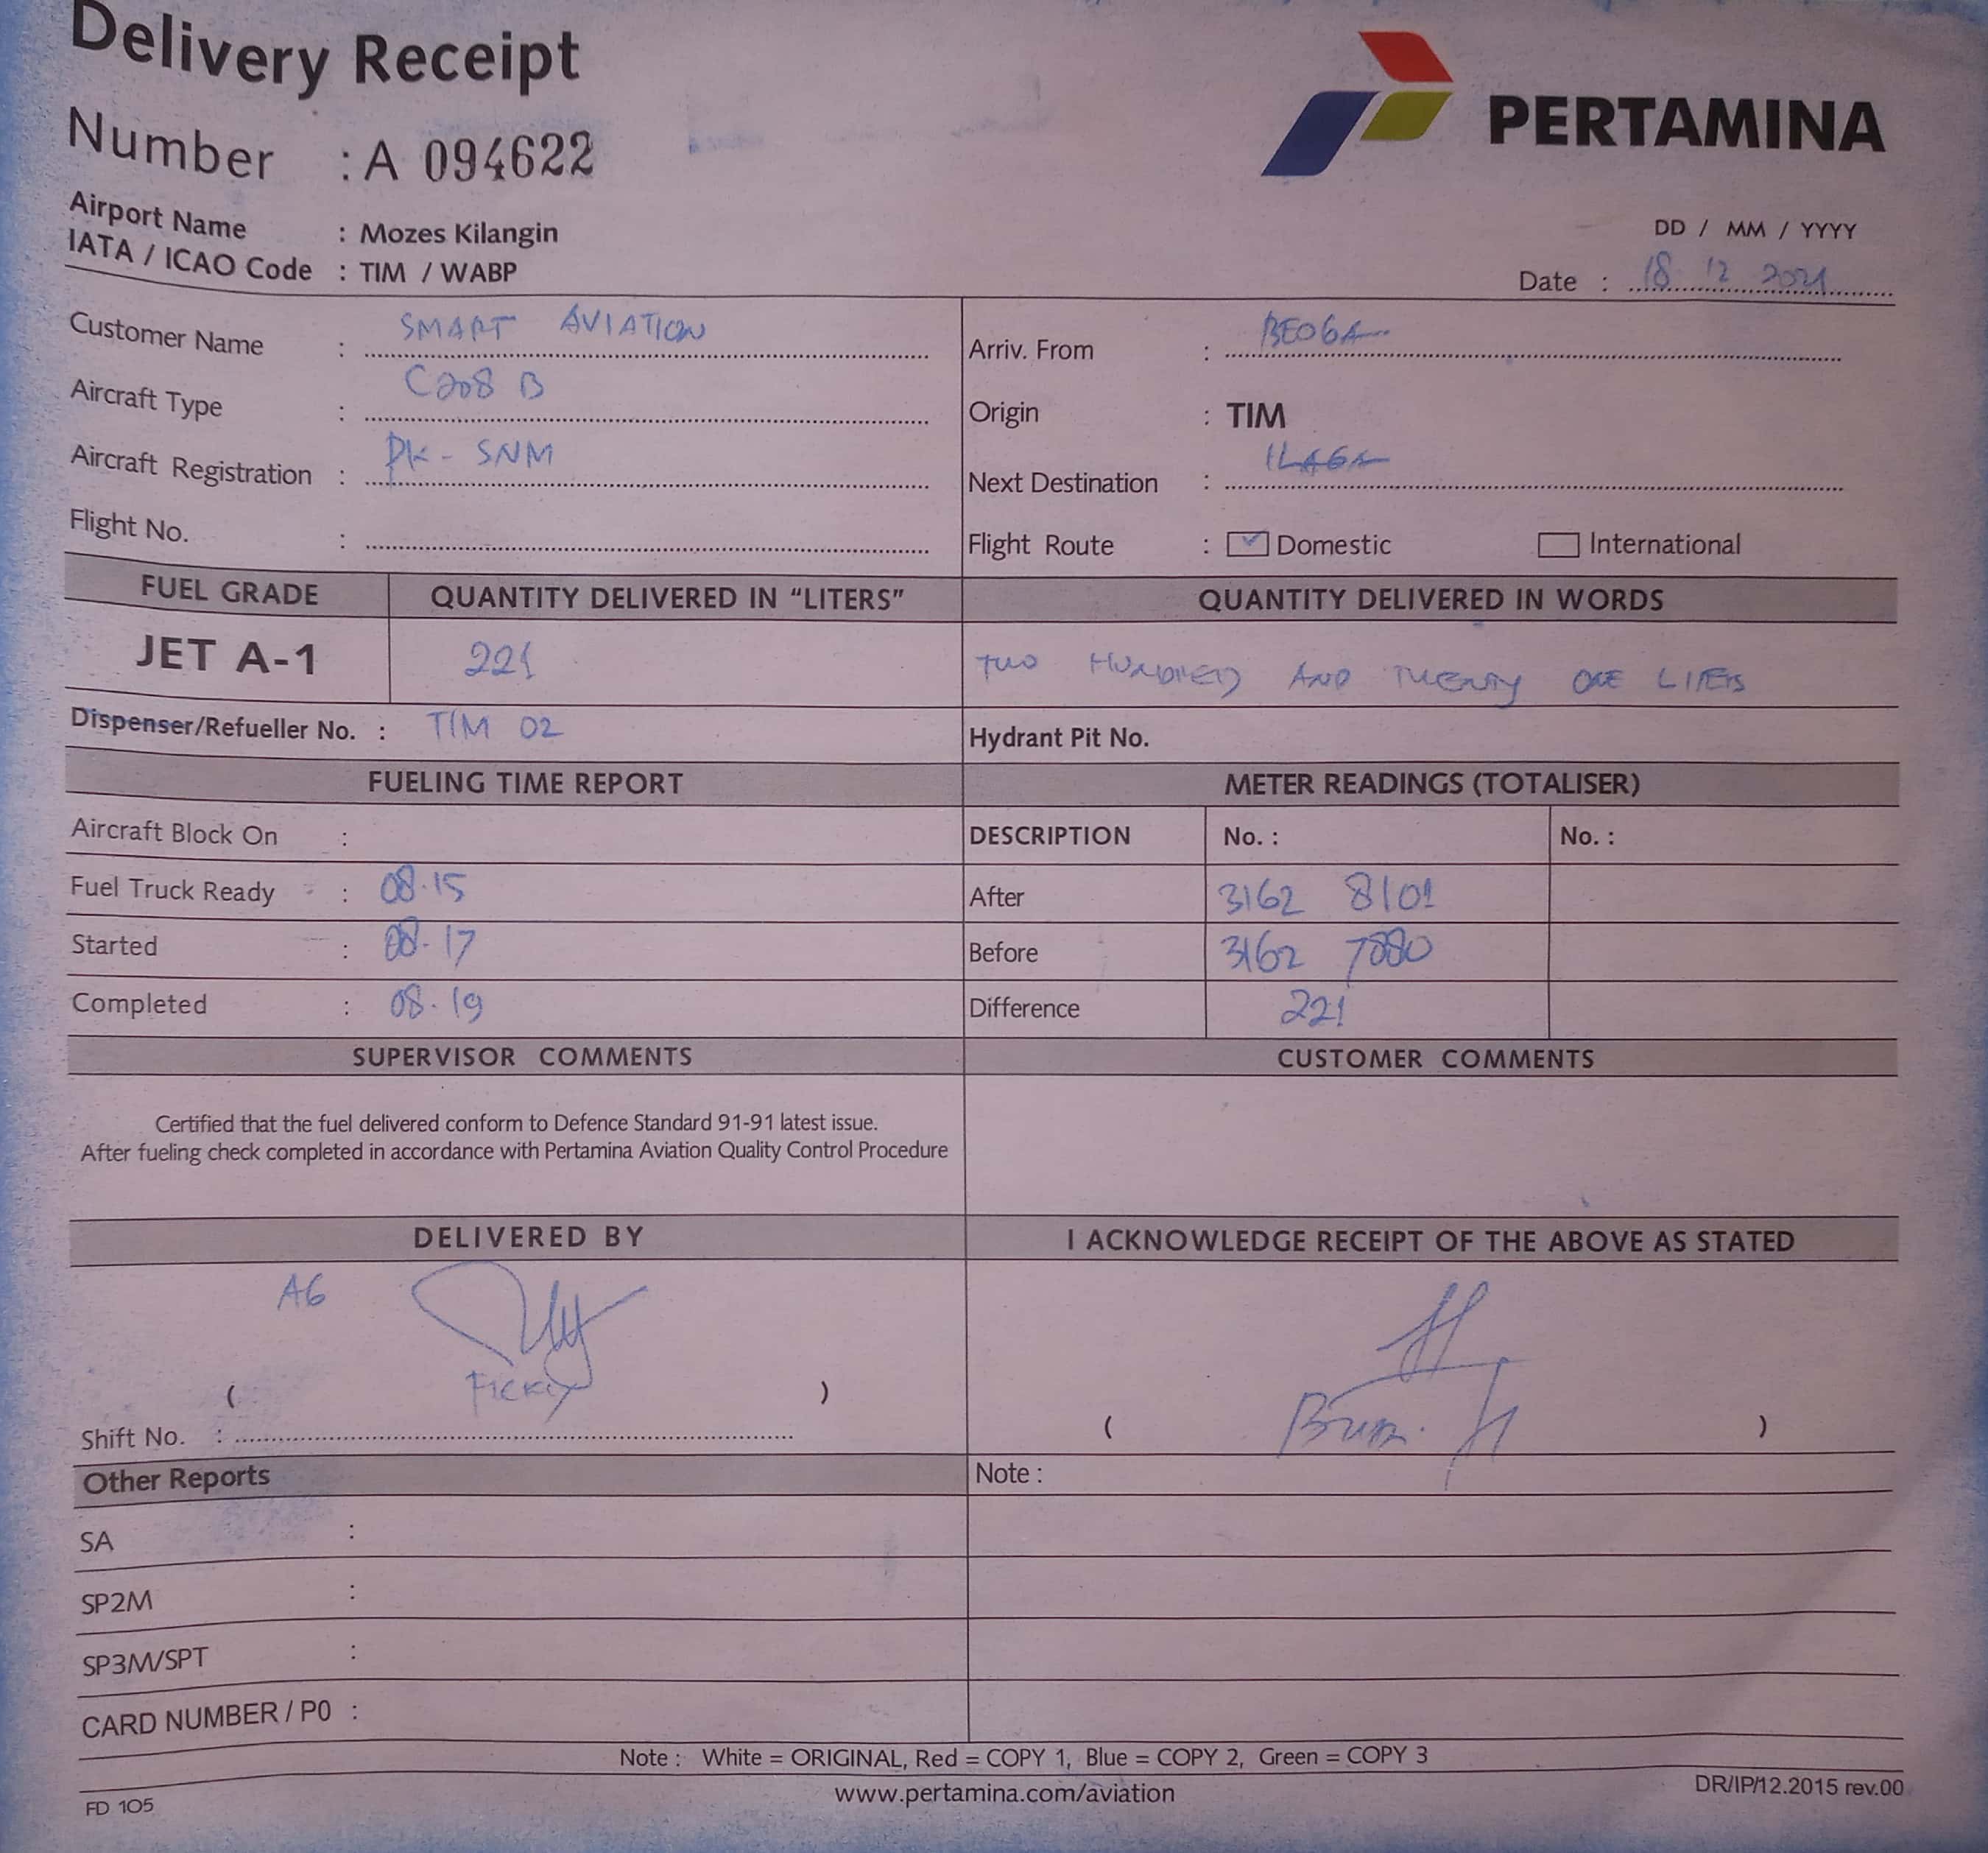 Delivery Receipt
PERTAMINA
Number : A 094622
Airport Name : Mozes Kilangin
IATA / ICAO Code : TIM / WABP
DD / MM / YYYY
Date : 18 12 2021
Customer Name : SMART AVIATION
Arriv. From : BEOGA
Aircraft Type : C208 B
Origin : TIM
Aircraft Registration : PK - SNM
Next Destination : ILAGA
Flight No. :
Flight Route : Domestic International
FUEL GRADE QUANTITY DELIVERED IN “LITERS” QUANTITY DELIVERED IN WORDS
JET A-1 221 TWO HUNDRED AND TWENTY ONE LITERS
Dispenser/Refueller No. : TIM 02 Hydrant Pit No.
FUELING TIME REPORT METER READINGS (TOTALISER)
Aircraft Block On : DESCRIPTION No. : No. :
Fuel Truck Ready : 08.15 After 3162 8101
Started : 08.17 Before 3162 7880
Completed : 08.19 Difference 221
SUPERVISOR COMMENTS CUSTOMER COMMENTS
Certified that the fuel delivered conform to Defence Standard 91-91 latest issue.
After fueling check completed in accordance with Pertamina Aviation Quality Control Procedure
DELIVERED BY I ACKNOWLEDGE RECEIPT OF THE ABOVE AS STATED
A6
( )
Shift No. :
( )
Other Reports Note :
SA :
SP2M :
SP3M/SPT :
CARD NUMBER / P0 :
Note : White = ORIGINAL, Red = COPY 1, Blue = COPY 2, Green = COPY 3
www.pertamina.com/aviation
FD 105
DR/IP/12.2015 rev.00